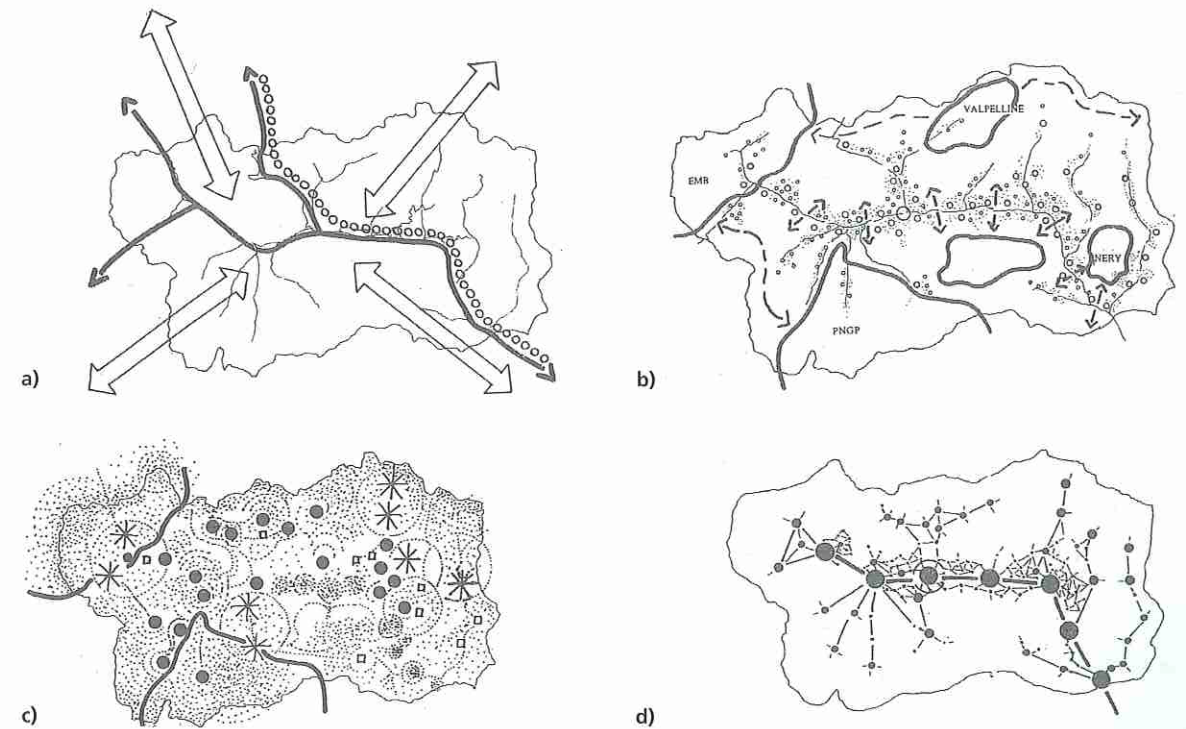 a)
VALPELLINE
EMB
NERY
PNGP
b)
c)
d)